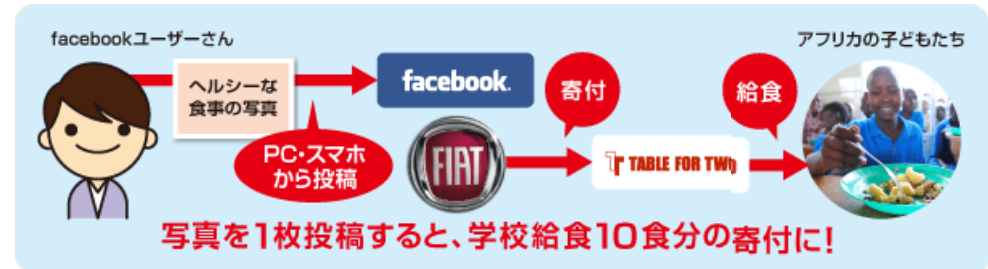 facebookユーザーさん
アフリカの子どもたち
ヘルシーな
食事の写真
facebook.
寄付
給食
PC・スマホ
から投稿
FIAT
TABLE FOR TWO
写真を1枚投稿すると、学校給食10食分の寄付に!